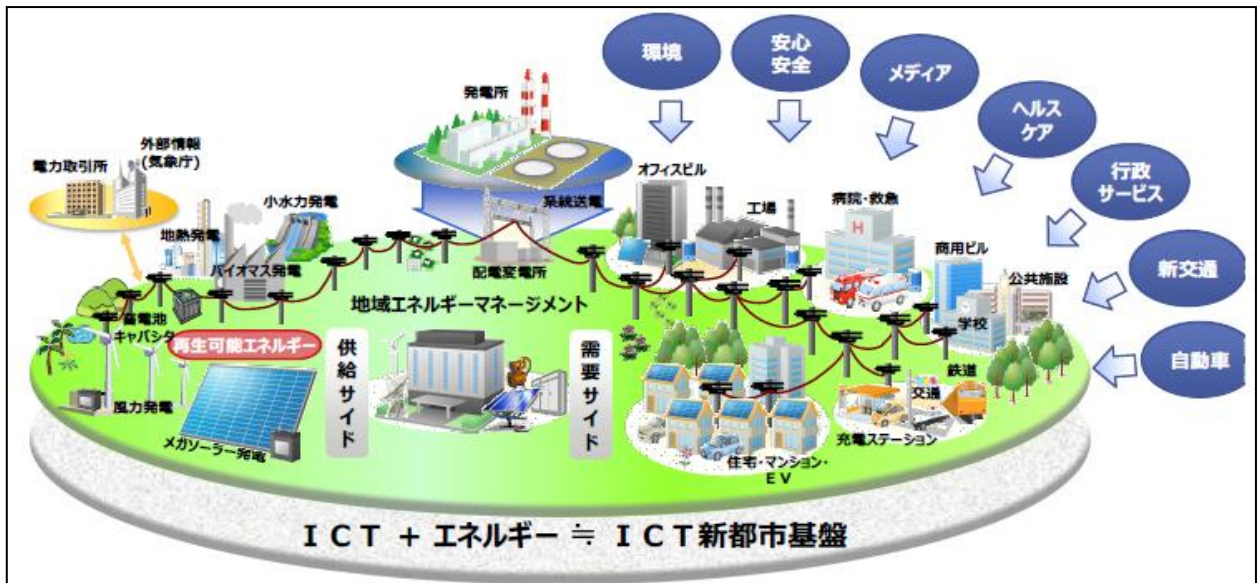 環境
安心
安全
メディア
ヘルス
ケア
行政
サービス
新交通
自動車
発電所
外部情報
(気象庁)
電力取引所
小水力発電
地熱発電
バイオマス発電
系統送電
配電変電所
オフィスビル
工場
病院・救急
H
商用ビル
公共施設
学校
地域エネルギーマネージメント
蓄電池
キャパシタ
再生可能エネルギー
供給サイド
需要サイド
風力発電
メガソーラー発電
鉄道
交通
充電ステーション
住宅・マンション・
EV
ICT + エネルギー ≒ ICT新都市基盤